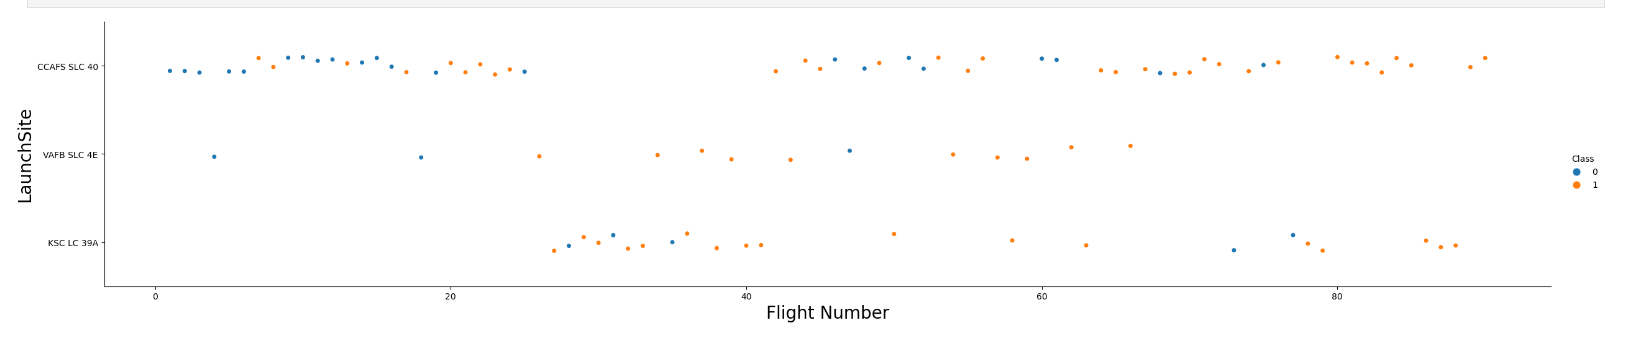 CCAFS SLC 40
VAFB SLC 4E
KSC LC 39A
LaunchSite
0 20 40 60 80
Flight Number
Class
0
1